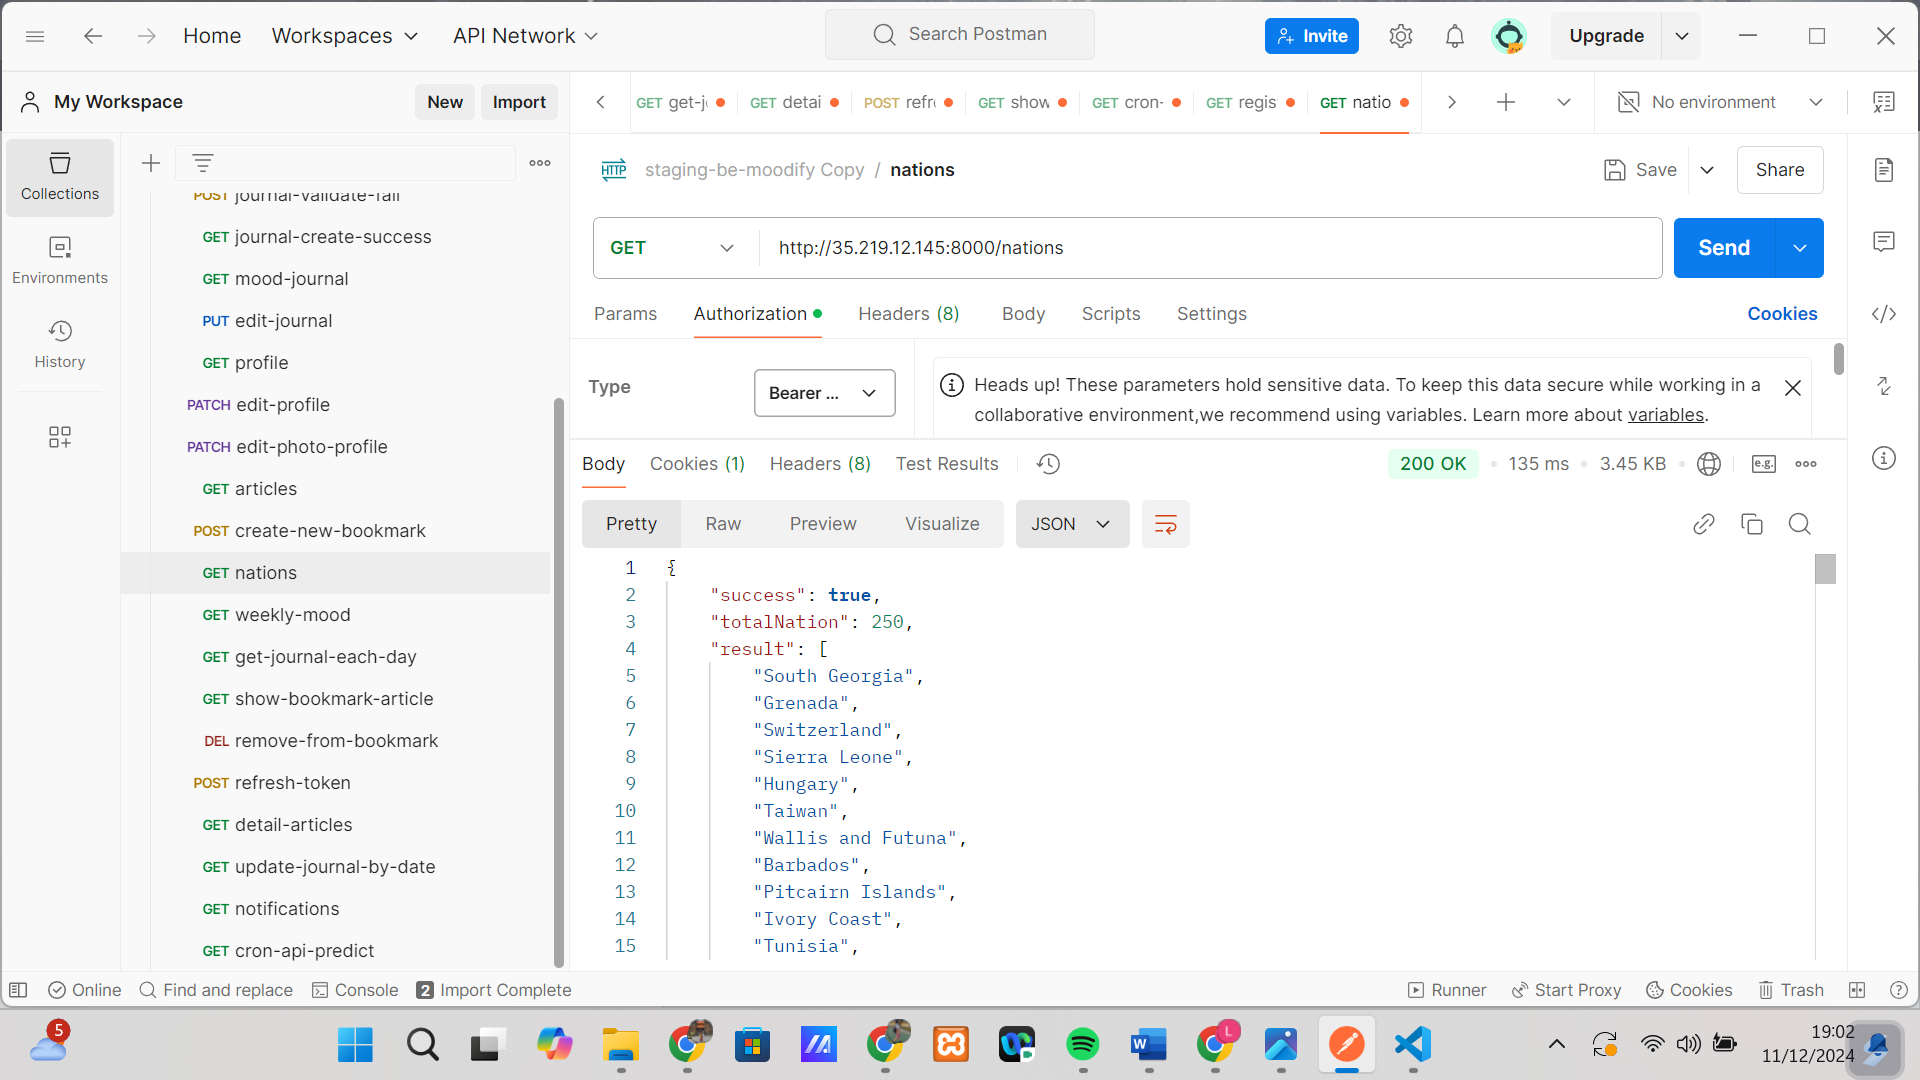 Home Workspaces API Network Search Postman Invite Upgrade
My Workspace New Import
GET get-j GET detai POST refr GET show GET cron- GET regis GET natio No environment
Collections
Environments
History
POST journal-validate-fail
GET journal-create-success
GET mood-journal
PUT edit-journal
GET profile
PATCH edit-profile
PATCH edit-photo-profile
GET articles
POST create-new-bookmark
GET nations
GET weekly-mood
GET get-journal-each-day
GET show-bookmark-article
DEL remove-from-bookmark
POST refresh-token
GET detail-articles
GET update-journal-by-date
GET notifications
GET cron-api-predict
HTTP staging-be-moodify Copy / nations Save Share
GET http://35.219.12.145:8000/nations Send
Params Authorization Headers (8) Body Scripts Settings Cookies
Type Bearer ...
Heads up! These parameters hold sensitive data. To keep this data secure while working in a
collaborative environment,we recommend using variables. Learn more about variables.
Body Cookies (1) Headers (8) Test Results 200 OK 135 ms 3.45 KB e.g.
Pretty Raw Preview Visualize JSON
1 {
2 "success": true,
3 "totalNation": 250,
4 "result": [
5 "South Georgia",
6 "Grenada",
7 "Switzerland",
8 "Sierra Leone",
9 "Hungary",
10 "Taiwan",
11 "Wallis and Futuna",
12 "Barbados",
13 "Pitcairn Islands",
14 "Ivory Coast",
15 "Tunisia",
Online Find and replace Console 2 Import Complete Runner Start Proxy Cookies Trash
5
W
L
19:02
11/12/2024